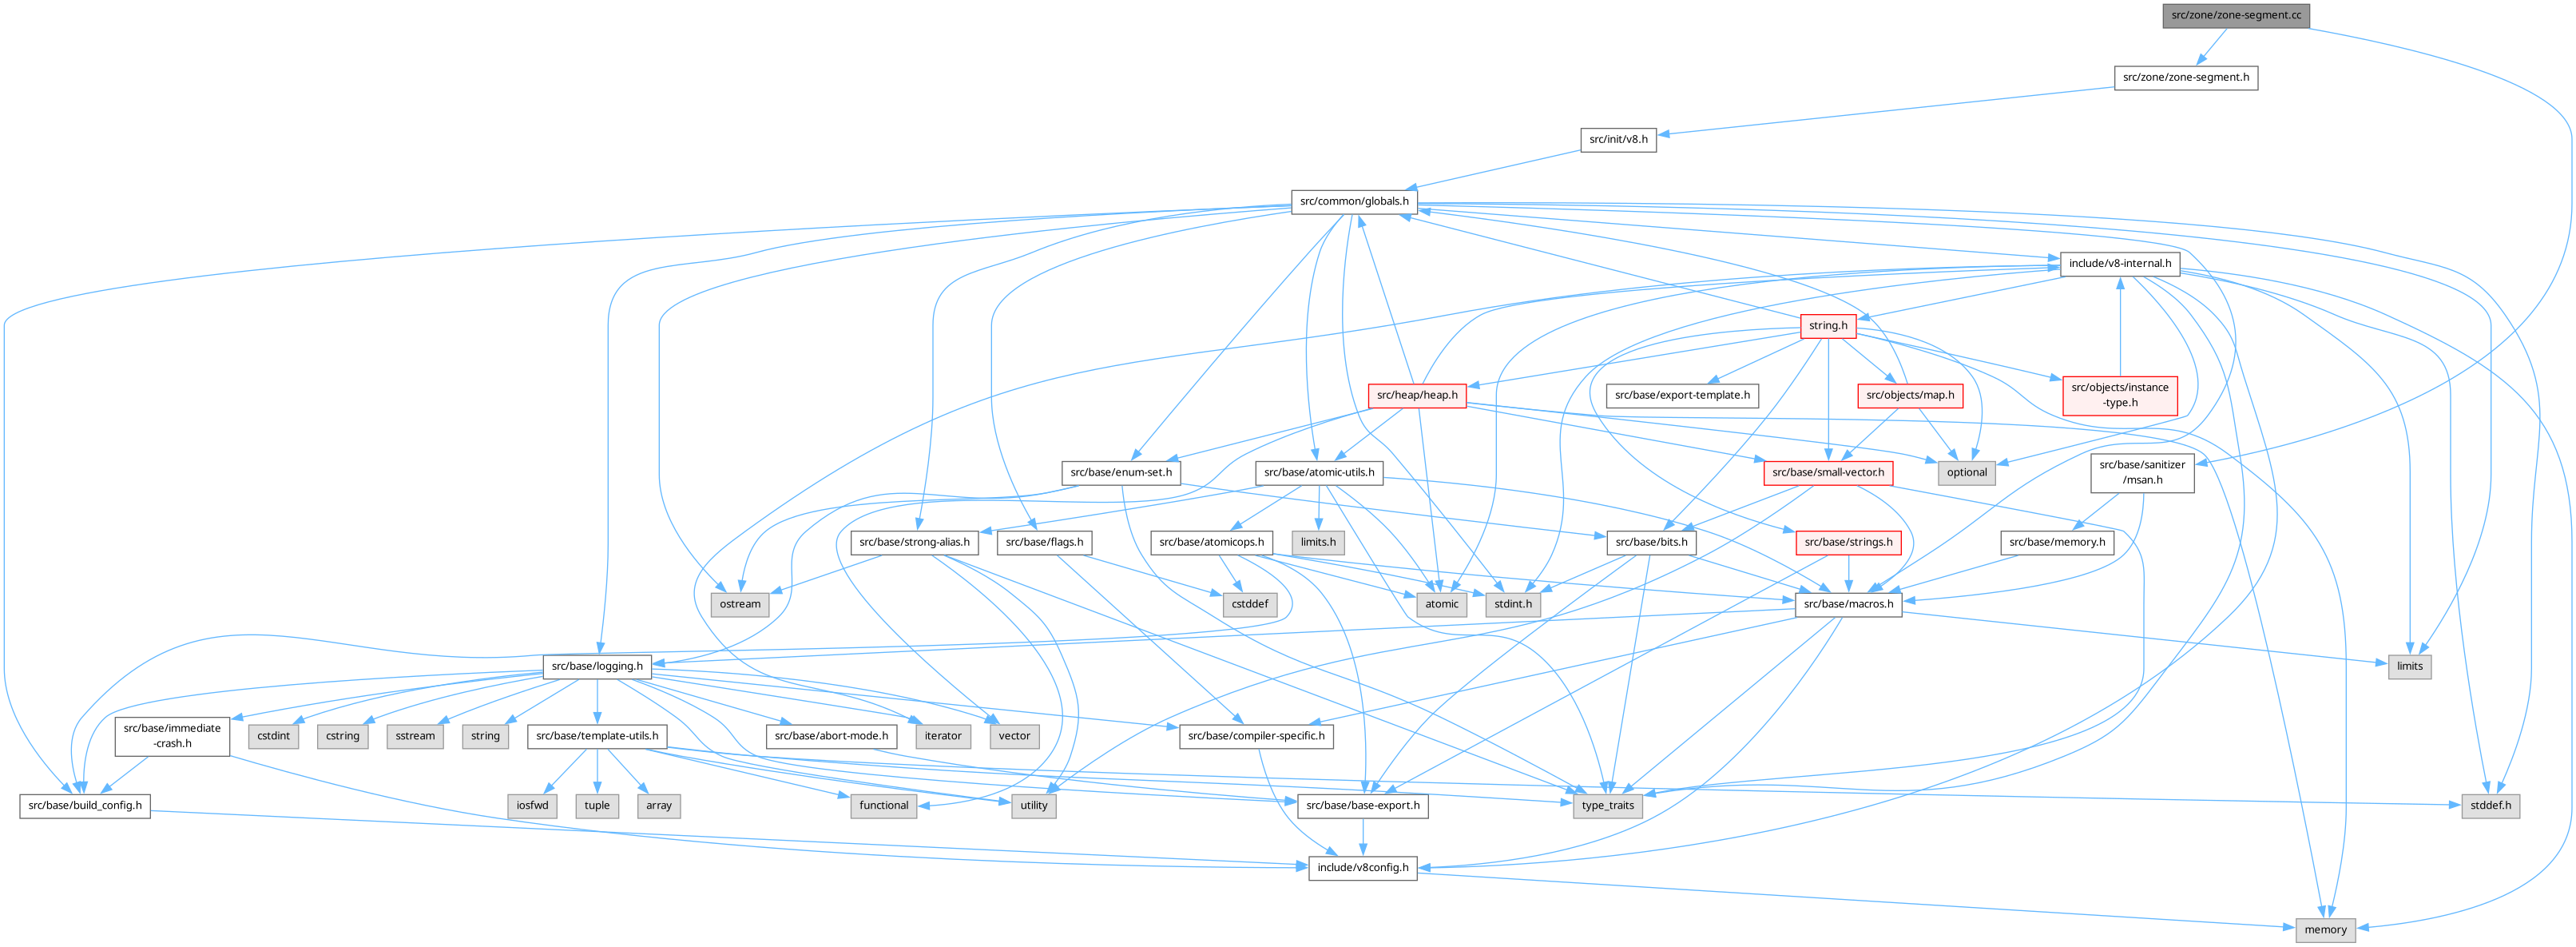 src/zone/zone-segment.cc
src/zone/zone-segment.h
src/init/v8.h
src/common/globals.h
include/v8-internal.h
string.h
src/heap/heap.h
src/base/export-template.h
src/objects/map.h
src/objects/instance
-type.h
src/base/enum-set.h
src/base/atomic-utils.h
src/base/small-vector.h
optional
src/base/sanitizer
/msan.h
src/base/strong-alias.h
src/base/flags.h
src/base/atomicops.h
limits.h
src/base/bits.h
src/base/strings.h
src/base/memory.h
ostream
cstddef
atomic
stdint.h
src/base/macros.h
src/base/logging.h
limits
src/base/immediate
-crash.h
cstdint
cstring
sstream
string
src/base/template-utils.h
src/base/abort-mode.h
iterator
vector
src/base/compiler-specific.h
src/base/build_config.h
iosfwd
tuple
array
functional
utility
src/base/base-export.h
type_traits
stddef.h
include/v8config.h
memory